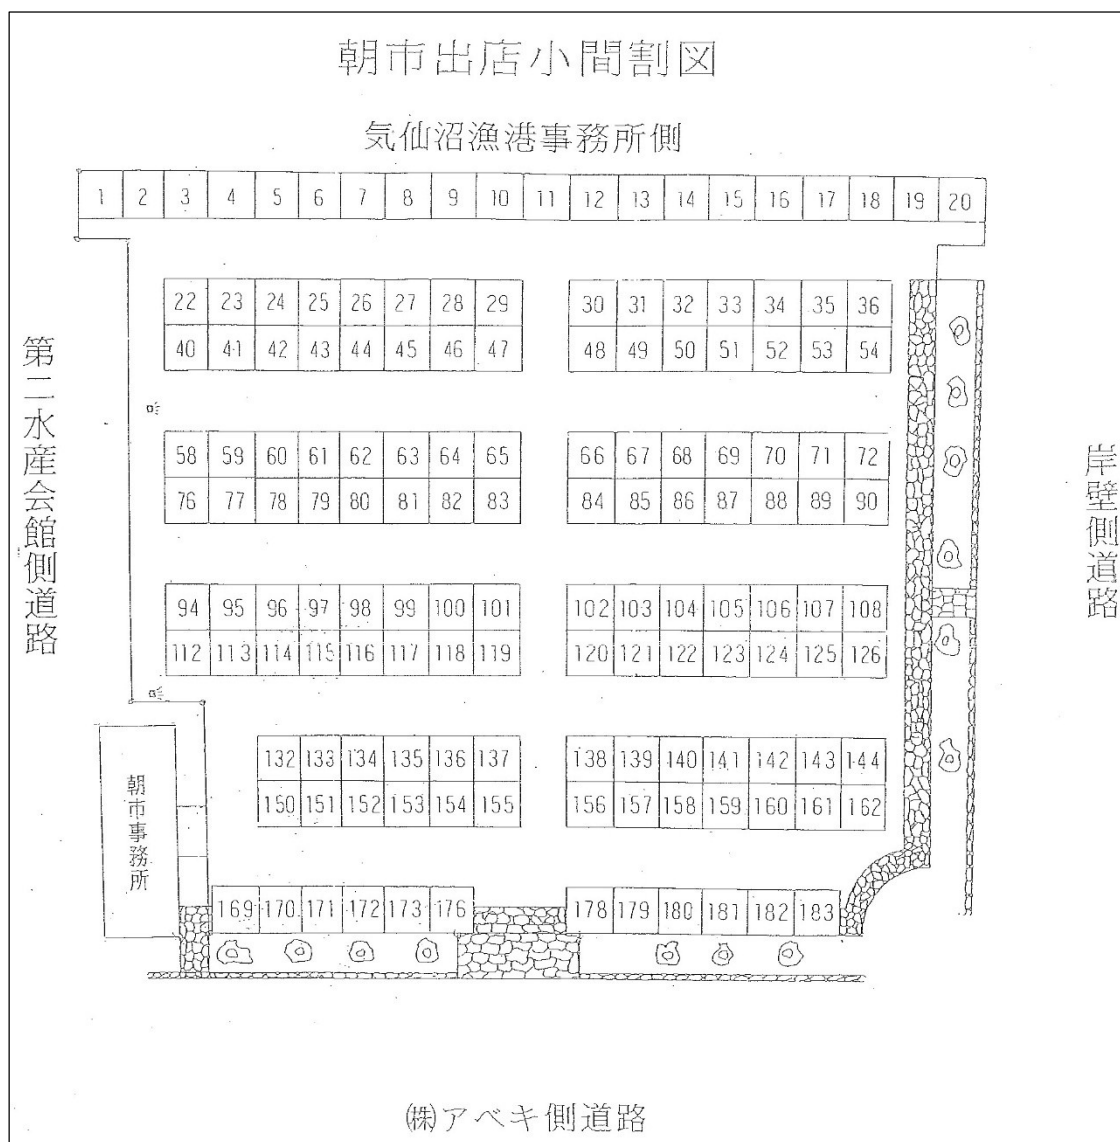 朝市出店小間割図
気仙沼漁港事務所側
1 2 3 4 5 6 7 8 9 10 11 12 13 14 15 16 17 18 19 20
22 23 24 25 26 27 28 29 30 31 32 33 34 35 36
40 41 42 43 44 45 46 47 48 49 50 51 52 53 54
第二水産会館側道路
岸壁側道路
58 59 60 61 62 63 64 65 66 67 68 69 70 71 72
76 77 78 79 80 81 82 83 84 85 86 87 88 89 90
94 95 96 97 98 99 100 101 102 103 104 105 106 107 108
112 113 114 115 116 117 118 119 120 121 122 123 124 125 126
132 133 134 135 136 137 138 139 140 141 142 143 144
150 151 152 153 154 155 156 157 158 159 160 161 162
朝市事務所
169 170 171 172 173 176 178 179 180 181 182 183
㈱アベキ側道路